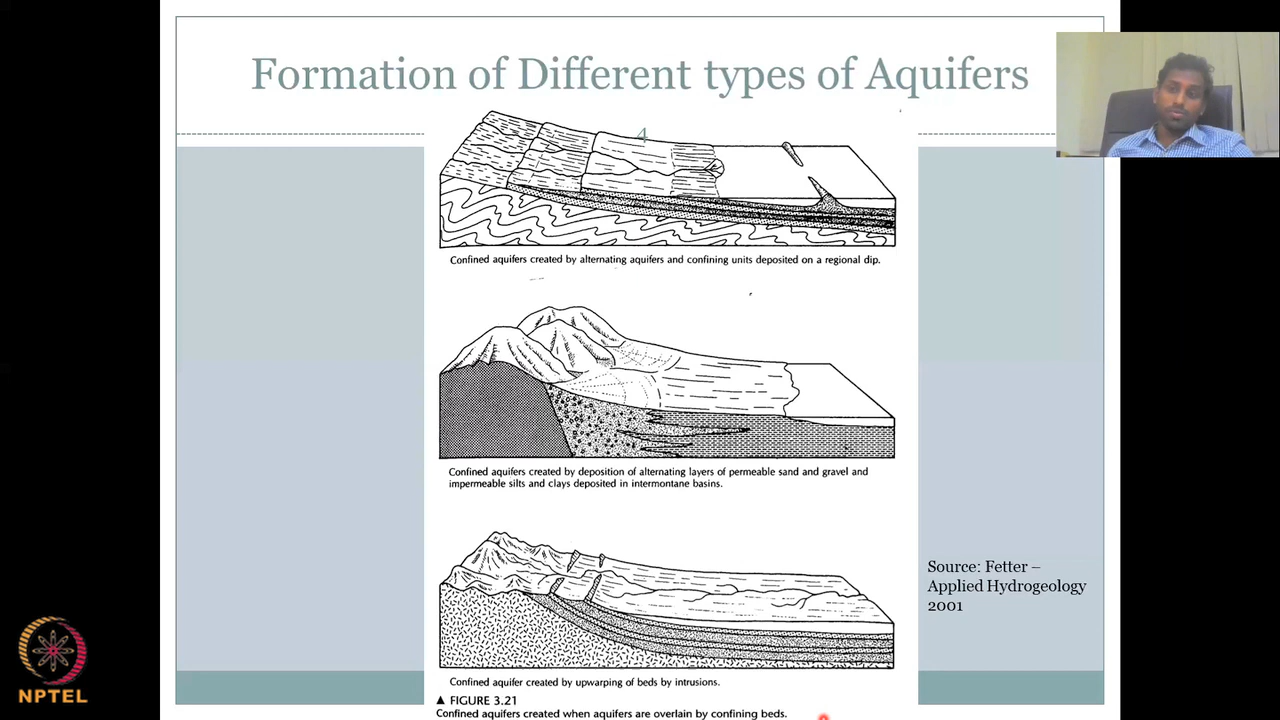 Formation of Different types of Aquifers
4
Confined aquifers created by alternating aquifers and confining units deposited on a regional dip.
Confined aquifers created by deposition of alternating layers of permeable sand and gravel and
impermeable silts and clays deposited in intermontane basins.
Source: Fetter –
Applied Hydrogeology
2001
Confined aquifer created by upwarping of beds by intrusions.
▲ FIGURE 3.21
Confined aquifers created when aquifers are overlain by confining beds.
NPTEL